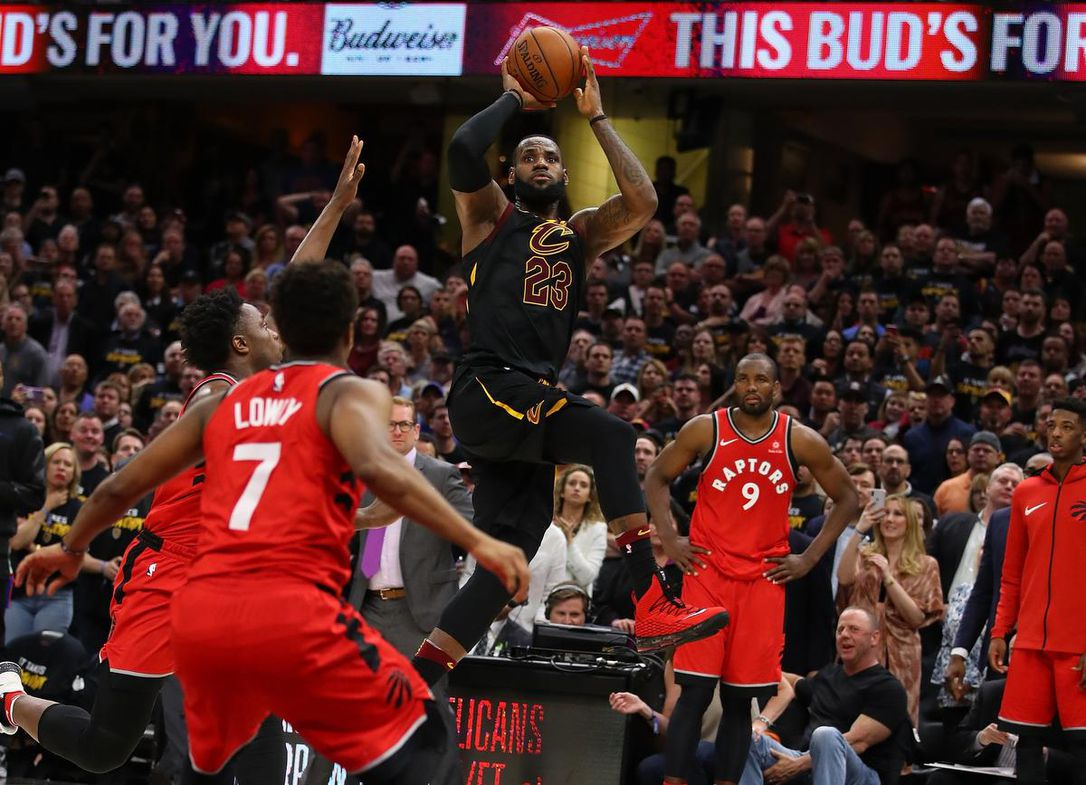 D'S FOR YOU.
Budweiser
THIS BUD'S FOR
SPALDING
C
23
LOWRY
7
RAPTORS
9